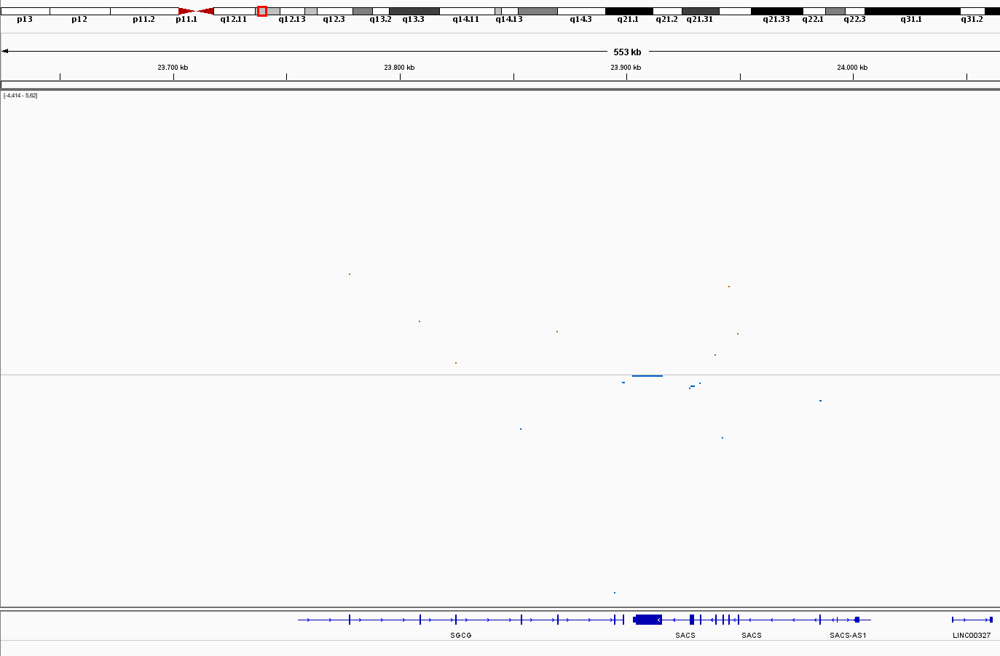 p13 p12 p11.2 p11.1 q12.11 q12.13 q12.3 q13.2 q13.3 q14.11 q14.13 q14.3 q21.1 q21.2 q21.31 q21.33 q22.1 q22.3 q31.1 q31.2
553 kb
23.700 kb 23.800 kb 23.900 kb 24.000 kb
[-4,414 - 5,62]
SGCG SACS SACS SACS-AS1 LINC00327